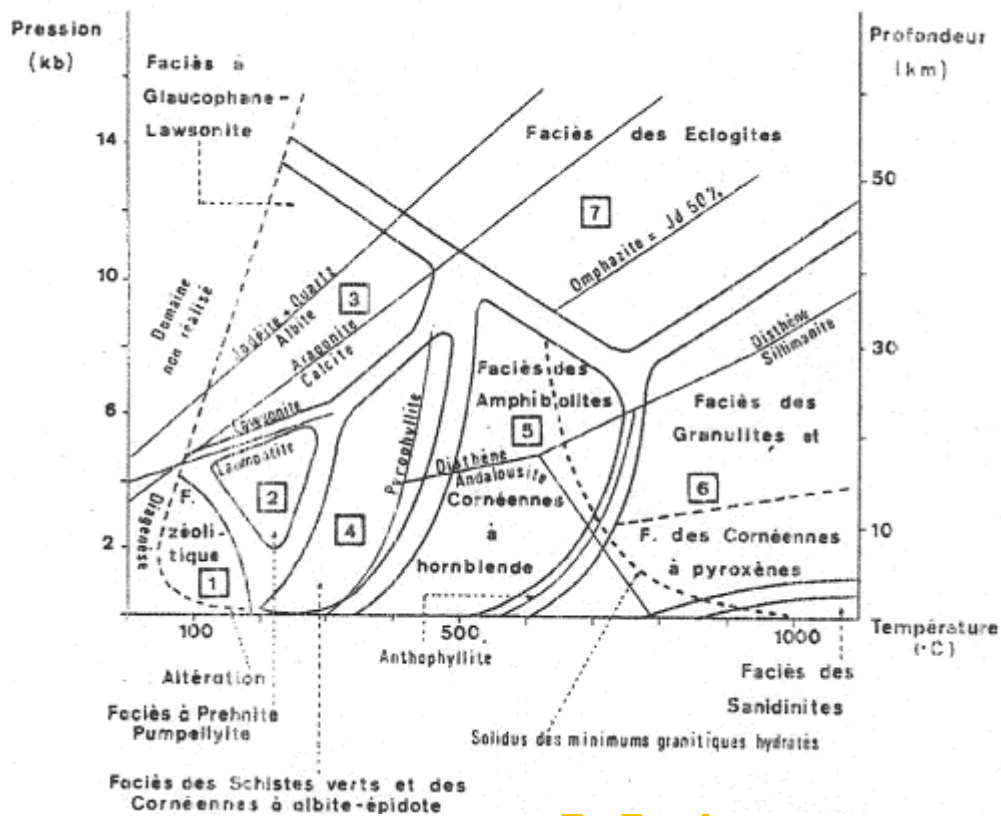 Pression
(kb)
Profondeur
(km)
Faciès à
Glaucophane-
Lawsonite
Faciès des Eclogites
14
10
6
2
50
30
10
7
Omphazite = Jd 50%
3
Domaine
non réalisé
Jadéite + Quartz
Albite
Aragonite
Calcite
Disthène
Sillimanite
Lawsonite
Laumontite
Pyrophyllite
Faciès des
Amphibolites
5
Faciès des
Granulites et
6
Disthène
Andalousite
Cornéennes
à
hornblende
F. des Cornéennes
à pyroxènes
Diagenèse
F.
zéoli-
tique
1
2
4
100
500
800
1000
Température
(°C)
Anthophyllite
Altération
Faciès à Prehnite
Pumpellyite
Faciès des
Sanidinites
Solidus des minimums granitiques hydratés
Faciès des Schistes verts et des
Cornéennes à albite-épidote